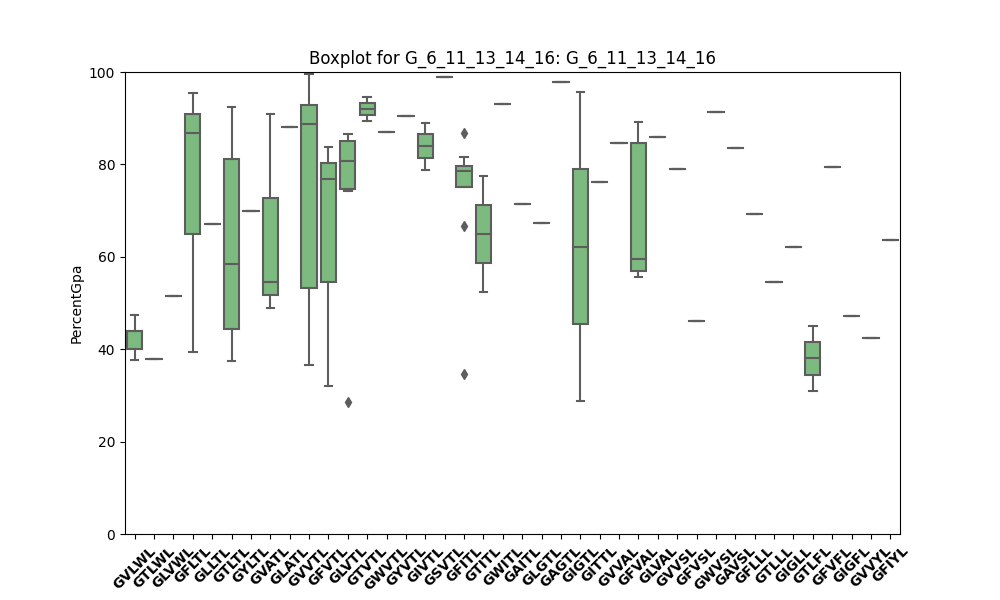 Boxplot for G_6_11_13_14_16: G_6_11_13_14_16
PercentGpa
100
80
60
40
20
0
GVLWL
GTLWL
GLVWL
GFLTL
GLLTL
GTLTL
GYLTL
GVATL
GLATL
GVVTL
GFVTL
GLVTL
GTVTL
GWVTL
GYVTL
GIVTL
GSVTL
GFITL
GTITL
GWITL
GAITL
GLGTL
GAGTL
GIGTL
GITTL
GVVAL
GFVAL
GLVAL
GVVSL
GFVSL
GWVSL
GAVSL
GFLLL
GTLLL
GIGLL
GTLFL
GFVFL
GIGFL
GVVYL
GFIYL